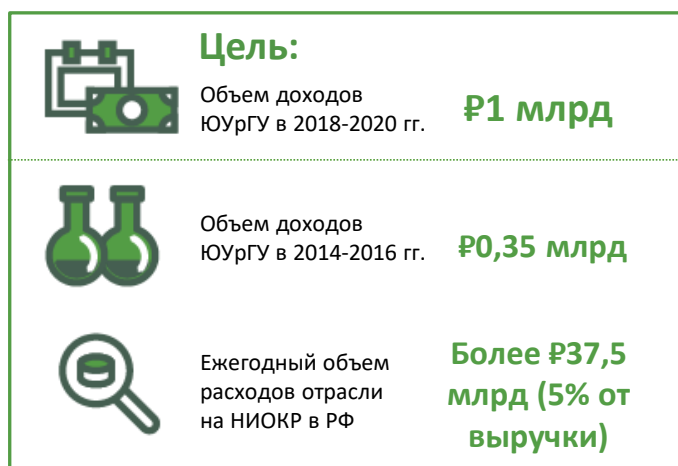 Цель:
Объем доходов
ЮУрГУ в 2018-2020 гг.
₽1 млрд
Объем доходов
ЮУрГУ в 2014-2016 гг.
₽0,35 млрд
Ежегодный объем
расходов отрасли
на НИОКР в РФ
Более ₽37,5
млрд (5% от
выручки)